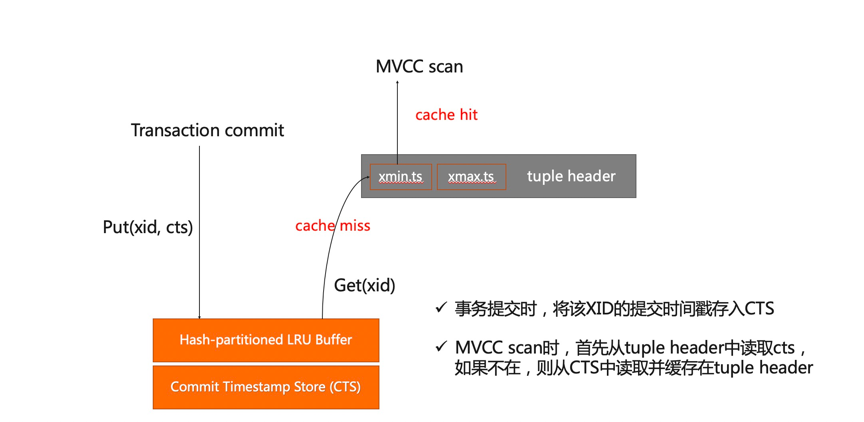 MVCC scan
cache hit
Transaction commit
xmin.ts
xmax.ts
tuple header
Put(xid, cts)
cache miss
Get(xid)
Hash-partitioned LRU Buffer
Commit Timestamp Store (CTS)
✓ 事务提交时，将该XID的提交时间戳存入CTS
✓ MVCC scan时，首先从tuple header中读取cts，
如果不在，则从CTS中读取并缓存在tuple header